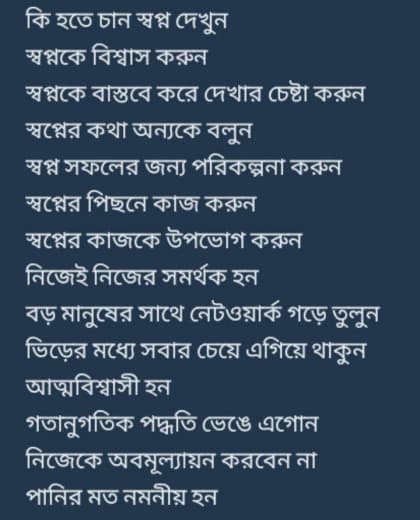 কি হতে চান স্বপ্ন দেখুন
স্বপ্নকে বিশ্বাস করুন
স্বপ্নকে বাস্তবে করে দেখার চেষ্টা করুন
স্বপ্নের কথা অন্যকে বলুন
স্বপ্ন সফলের জন্য পরিকল্পনা করুন
স্বপ্নের পিছনে কাজ করুন
স্বপ্নের কাজকে উপভোগ করুন
নিজেই নিজের সমর্থক হন
বড় মানুষের সাথে নেটওয়ার্ক গড়ে তুলুন
ভিড়ের মধ্যে সবার চেয়ে এগিয়ে থাকুন
আত্মবিশ্বাসী হন
গতানুগতিক পদ্ধতি ভেঙে এগোন
নিজেকে অবমূল্যায়ন করবেন না
পানির মত নমনীয় হন